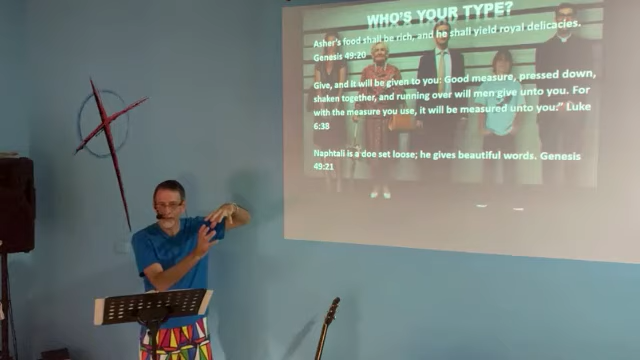 WHO'S YOUR TYPE?
Asher's food shall be rich, and he shall yield royal delicacies.
Genesis 49:20
Give, and it will be given to you: Good measure, pressed down,
shaken together, and running over will men give unto you. For
with the measure you use, it will be measured unto you:" Luke
6:38
Naphtali is a doe set loose; he gives beautiful words. Genesis
49:21